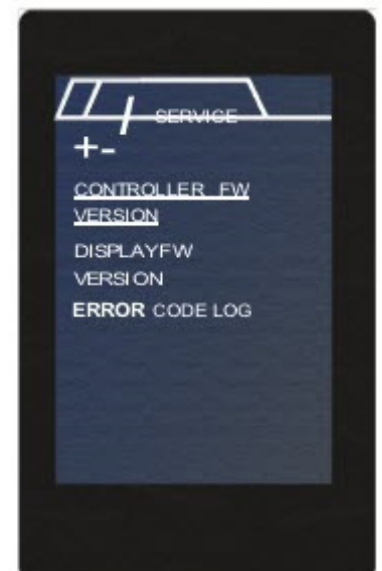 SERVICE
+-
CONTROLLER FW
VERSION
DISPLAYFW
VERSION
ERROR CODE LOG